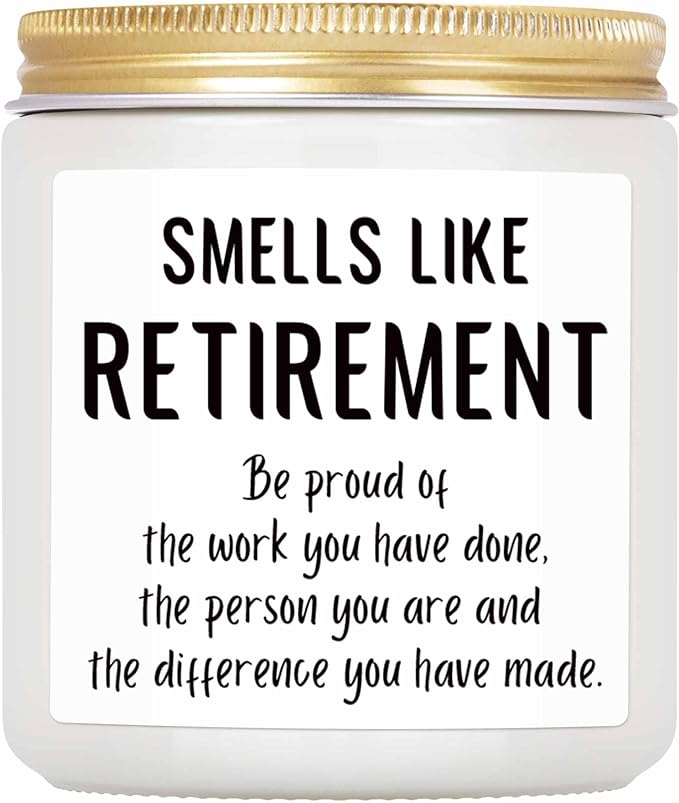 SMELLS LIKE
RETIREMENT
Be proud of
the work you have done,
the person you are and
the difference you have made.